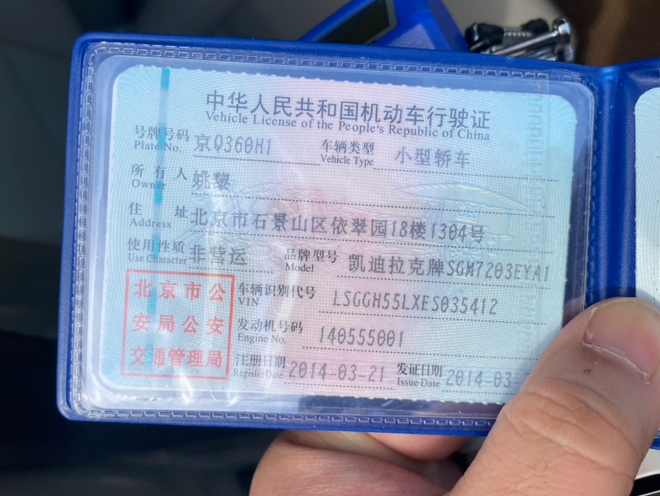 中华人民共和国机动车行驶证
Vehicle License of the People's Republic of China
号牌号码 京Q360H1 车辆类型 小型轿车
Plate No. Vehicle Type
所有人 姚黎
Owner
住址 北京市石景山区依翠园18楼1304号
Address
使用性质 非营运 品牌型号 凯迪拉克牌SGM7203EYA1
Use Character Model
北京市公
安局公安
交通管理局
车辆识别代号 LSGGH55LXES035412
VIN
发动机号码 140555001
Engine No.
注册日期 2014-03-21 发证日期 2014-03-
Register Date Issue Date